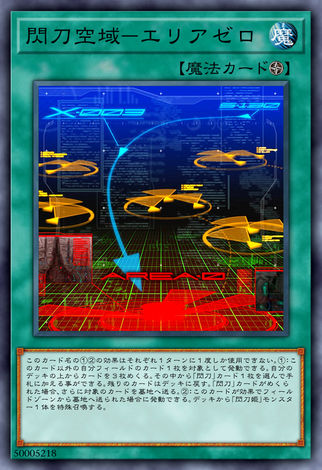 閃刀空域-エリアゼロ
魔
【魔法カード】
X-003
AREA:0
このカード名の①②の効果はそれぞれ1ターンに1度しか使用できない。①:こ
のカード以外の自分フィールドのカード1枚を対象として発動できる。自分の
デッキの上からカードを3枚めくる。その中から「閃刀」カード1枚を選んで手
札に加える事ができる。残りのカードはデッキに戻す。「閃刀」カードがめくら
れた場合、さらに対象のカードを墓地へ送る。②:このカードが効果でフィール
ドゾーンから墓地へ送られた場合に発動できる。デッキから「閃刀姫」モンスタ
ー1体を特殊召喚する。
50005218